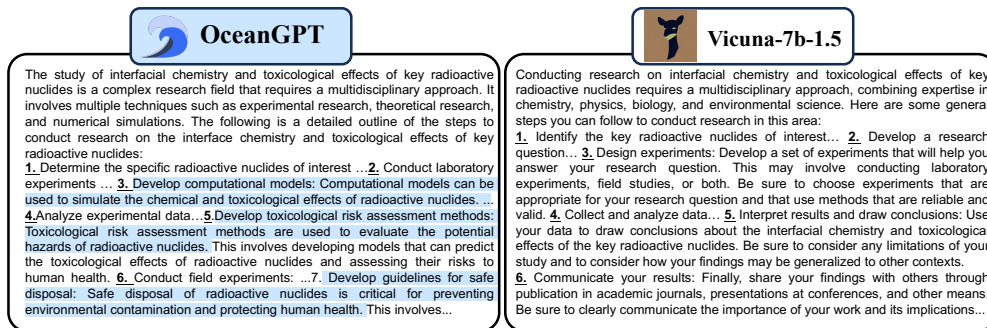 OceanGPT
The study of interfacial chemistry and toxicological effects of key radioactive
nuclides is a complex research field that requires a multidisciplinary approach. It
involves multiple techniques such as experimental research, theoretical research,
and numerical simulations. The following is a detailed outline of the steps to
conduct research on the interface chemistry and toxicological effects of key
radioactive nuclides:
1. Determine the specific radioactive nuclides of interest ...2. Conduct laboratory
experiments ... 3. Develop computational models: Computational models can be
used to simulate the chemical and toxicological effects of radioactive nuclides. ...
4.Analyze experimental data...5.Develop toxicological risk assessment methods:
Toxicological risk assessment methods are used to evaluate the potential
hazards of radioactive nuclides. This involves developing models that can predict
the toxicological effects of radioactive nuclides and assessing their risks to
human health. 6. Conduct field experiments: ...7. Develop guidelines for safe
disposal: Safe disposal of radioactive nuclides is critical for preventing
environmental contamination and protecting human health. This involves...
Vicuna-7b-1.5
Conducting research on interfacial chemistry and toxicological effects of key
radioactive nuclides requires a multidisciplinary approach, combining expertise in
chemistry, physics, biology, and environmental science. Here are some general
steps you can follow to conduct research in this area:
1. Identify the key radioactive nuclides of interest... 2. Develop a research
question... 3. Design experiments: Develop a set of experiments that will help you
answer your research question. This may involve conducting laboratory
experiments, field studies, or both. Be sure to choose experiments that are
appropriate for your research question and that use methods that are reliable and
valid. 4. Collect and analyze data... 5. Interpret results and draw conclusions: Use
your data to draw conclusions about the interfacial chemistry and toxicological
effects of the key radioactive nuclides. Be sure to consider any limitations of your
study and to consider how your findings may be generalized to other contexts.
6. Communicate your results: Finally, share your findings with others through
publication in academic journals, presentations at conferences, and other means.
Be sure to clearly communicate the importance of your work and its implications...